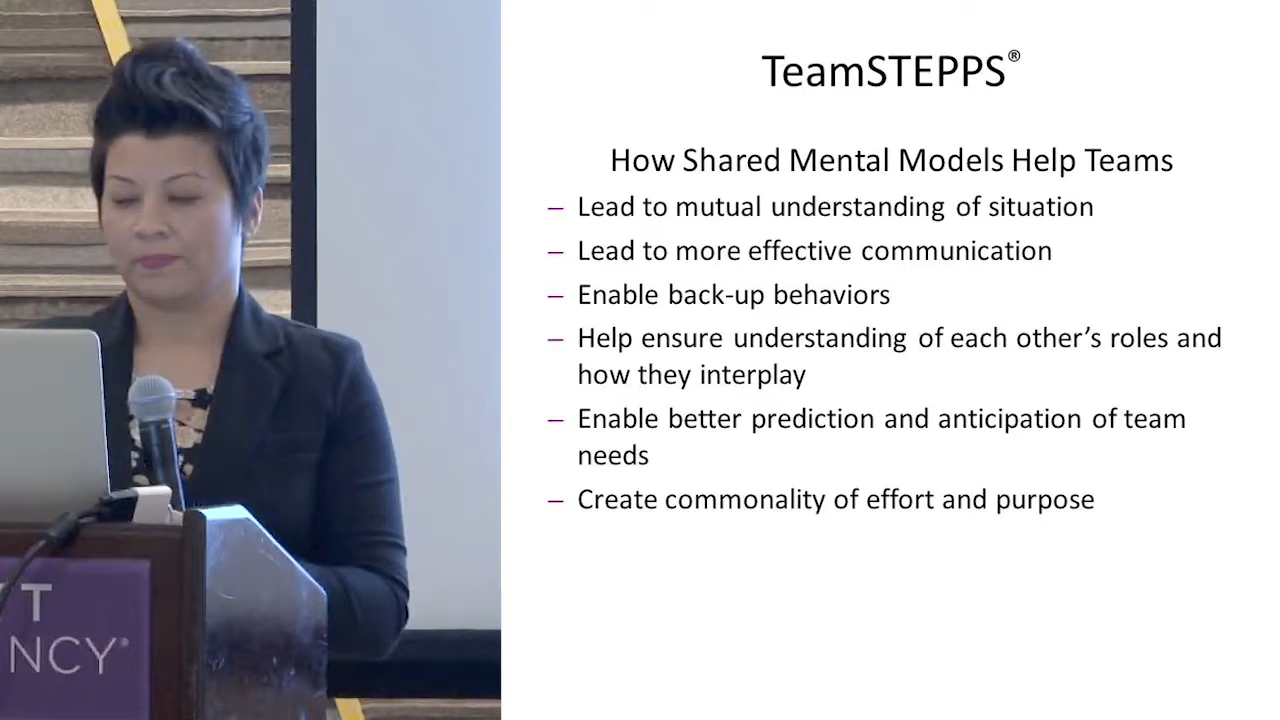 TeamSTEPPS®
How Shared Mental Models Help Teams
– Lead to mutual understanding of situation
– Lead to more effective communication
– Enable back-up behaviors
– Help ensure understanding of each other’s roles and
how they interplay
– Enable better prediction and anticipation of team
needs
– Create commonality of effort and purpose
T
NCY®